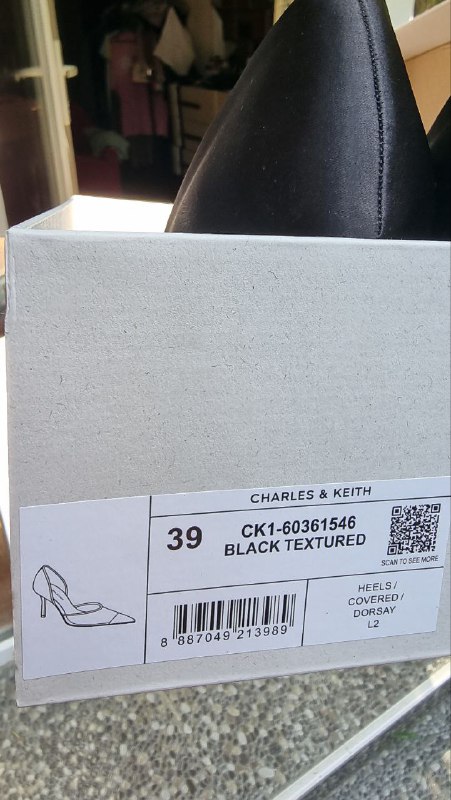 CHARLES & KEITH
39
CK1-60361546
BLACK TEXTURED
SCAN TO SEE MORE
8 887049 213989
HEELS/
COVERED/
DORSAY
L2